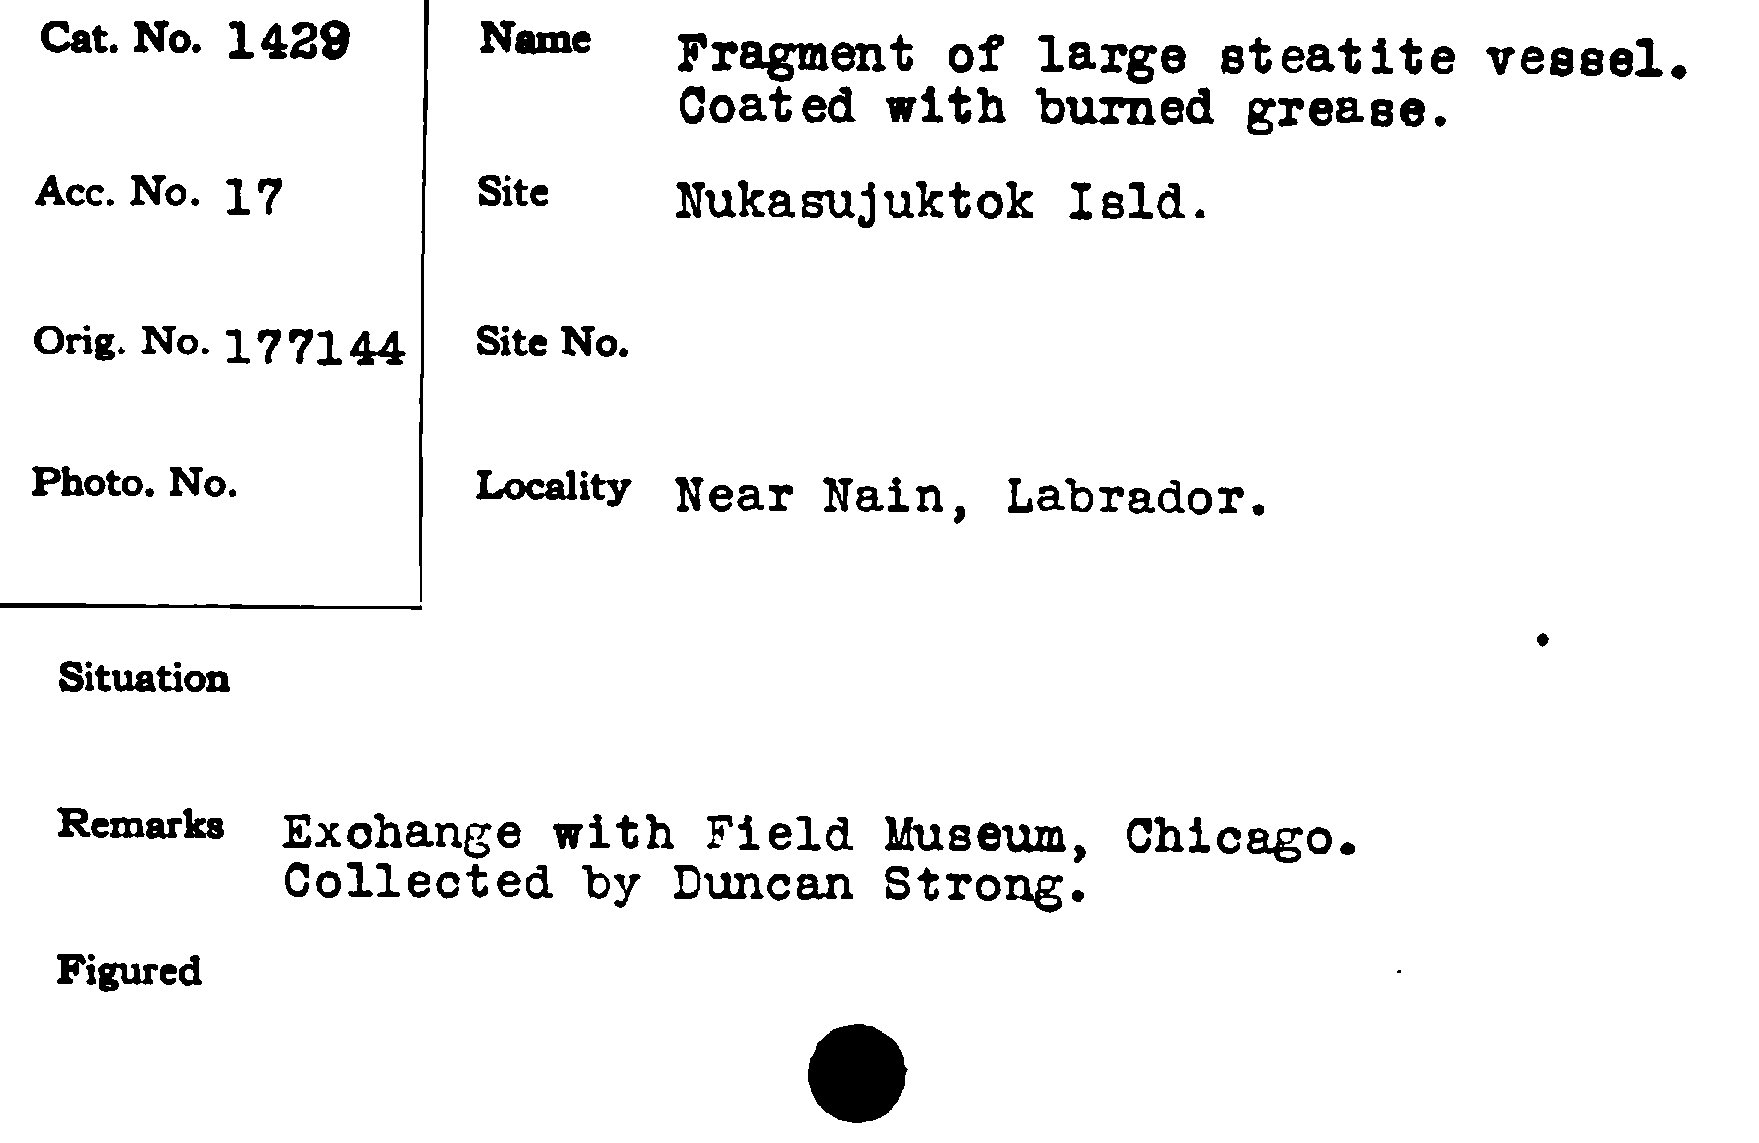 Cat. No. 1429
Name Fragment of large steatite vessel.
Coated with burned grease.
Acc. No. 17
Site Nukasujuktok Isld.
Orig. No. 177144
Site No.
Photo. No.
Locality Near Nain, Labrador.
Situation
Remarks Exchange with Field Museum, Chicago.
Collected by Duncan Strong.
Figured